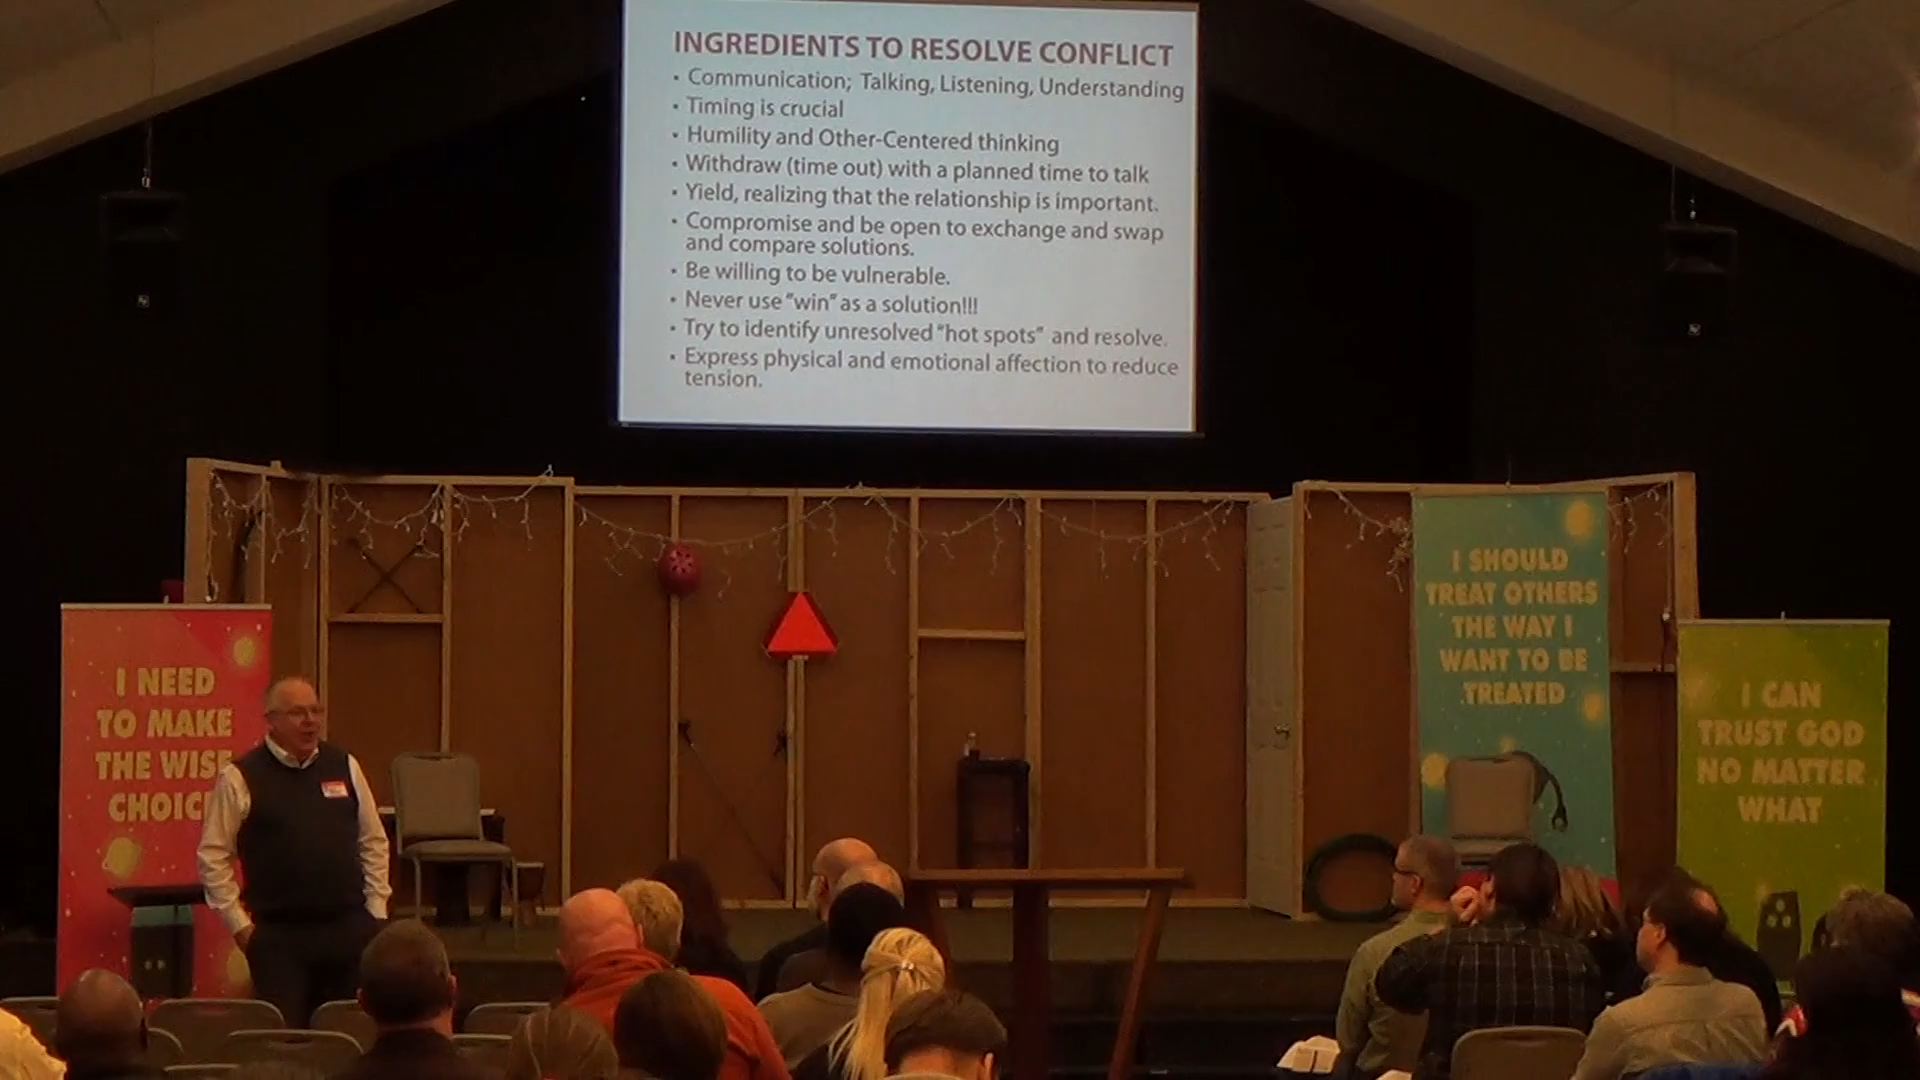 INGREDIENTS TO RESOLVE CONFLICT
• Communication; Talking, Listening, Understanding
• Timing is crucial
• Humility and Other-Centered thinking
• Withdraw (time out) with a planned time to talk
• Yield, realizing that the relationship is important.
• Compromise and be open to exchange and swap
and compare solutions.
• Be willing to be vulnerable.
• Never use "win" as a solution!!!
• Try to identify unresolved "hot spots" and resolve.
• Express physical and emotional affection to reduce
tension.
I NEED
TO MAKE
THE WISE
CHOIC
I SHOULD
TREAT OTHERS
THE WAY I
WANT TO BE
TREATED
I CAN
TRUST GOD
NO MATTER
WHAT